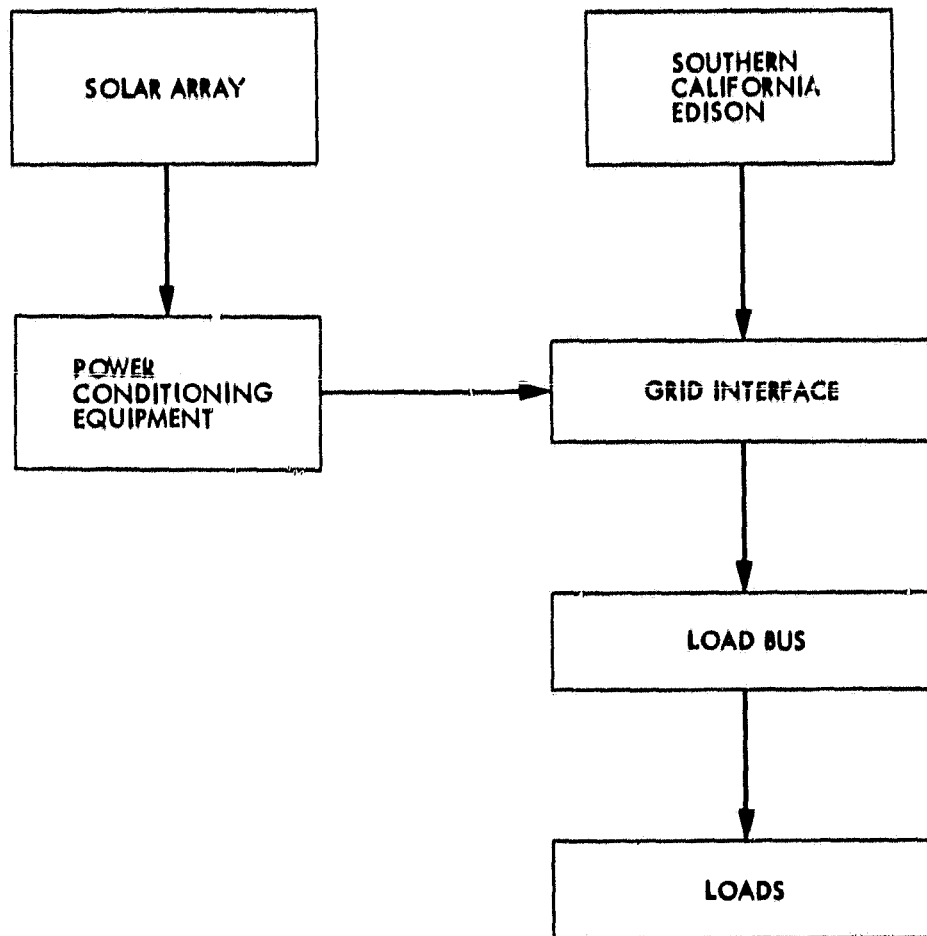 SOLAR ARRAY
SOUTHERN
CALIFORNIA
EDISON
POWER
CONDITIONING
EQUIPMENT
GRID INTERFACE
LOAD BUS
LOADS